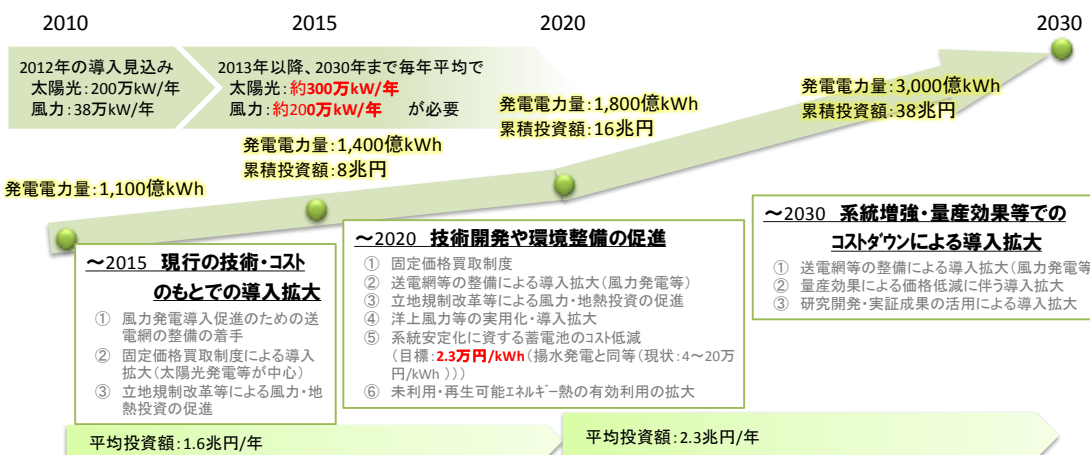 2010
2015
2020
2030
2012年の導入見込み
太陽光:200万kW/年
風力:38万kW/年
2013年以降、2030年まで毎年平均で
太陽光:約300万kW/年
風力:約200万kW/年 が必要
発電電力量:1,100億kWh
発電電力量:1,400億kWh
累積投資額:8兆円
発電電力量:1,800億kWh
累積投資額:16兆円
発電電力量:3,000億kWh
累積投資額:38兆円
～2015 現行の技術・コスト
のもとでの導入拡大
① 風力発電導入促進のための送
電網の整備の着手
② 固定価格買取制度による導入
拡大(太陽光発電等が中心)
③ 立地規制改革等による風力・地
熱投資の促進
～2020 技術開発や環境整備の促進
① 固定価格買取制度
② 送電網等の整備による導入拡大(風力発電等)
③ 立地規制改革等による風力・地熱投資の促進
④ 洋上風力等の実用化・導入拡大
⑤ 系統安定化に資する蓄電池のコスト低減
(目標:2.3万円/kWh(揚水発電と同等(現状:4～20万
円/kWh )))
⑥ 未利用・再生可能ｴﾈﾙｷﾞｰ熱の有効利用の拡大
～2030 系統増強・量産効果等での
コストダウンによる導入拡大
① 送電網等の整備による導入拡大(風力発電等
② 量産効果による価格低減に伴う導入拡大
③ 研究開発・実証成果の活用による導入拡大
平均投資額:1.6兆円/年
平均投資額:2.3兆円/年